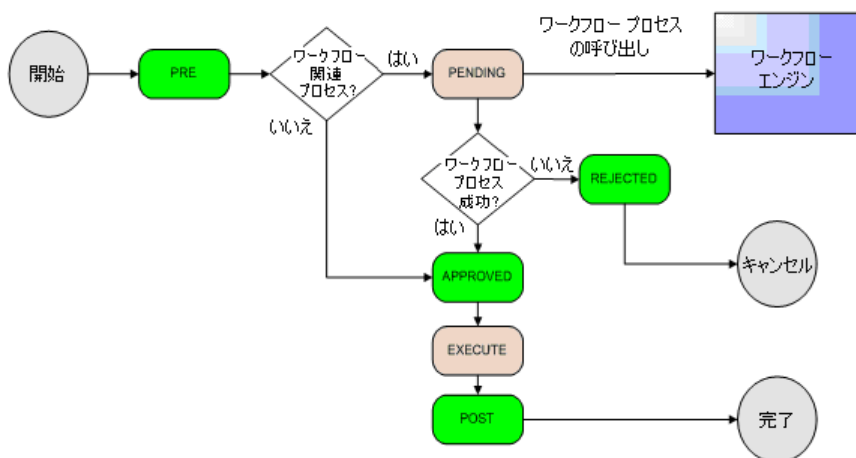 ワークフロー プロセス
の呼び出し
開始
PRE
ワークフロー
関連
プロセス?
はい
PENDING
ワークフロー
エンジン
いいえ
ワークフロー
プロセス
成功?
いいえ
REJECTED
はい
APPROVED
キャンセル
EXECUTE
POST
完了